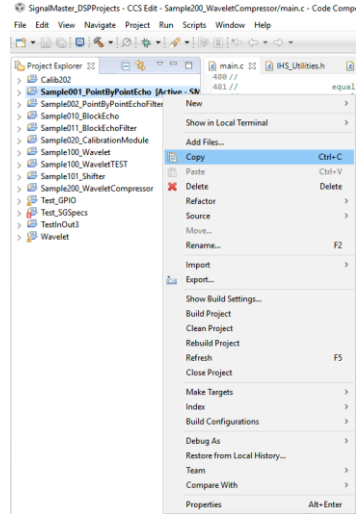 SignalMaster_DSPProjects - CCS Edit - Sample200_WaveletCompressor/main.c - Code Comp
File Edit View Navigate Project Run Scripts Window Help
Project Explorer
main.c
IHS_Utilities.h
480 //
481 // equal
Calib202
Sample001_PointByPointEcho [Active - SM
Sample002_PointByPointEchoFilter
Sample010_BlockEcho
Sample011_BlockEchoFilter
Sample020_CalibrationModule
Sample100_Wavelet
Sample100_WaveletTEST
Sample101_Shifter
Sample200_WaveletCompressor
Test_GPIO
Test_SGSpecs
TestInOut3
Wavelet
New
Show in Local Terminal
Add Files...
Copy Ctrl+C
Paste Ctrl+V
Delete Delete
Refactor
Source
Move...
Rename... F2
Import
Export...
Show Build Settings...
Build Project
Clean Project
Rebuild Project
Refresh F5
Close Project
Make Targets
Index
Build Configurations
Debug As
Restore from Local History...
Team
Compare With
Properties Alt+Enter